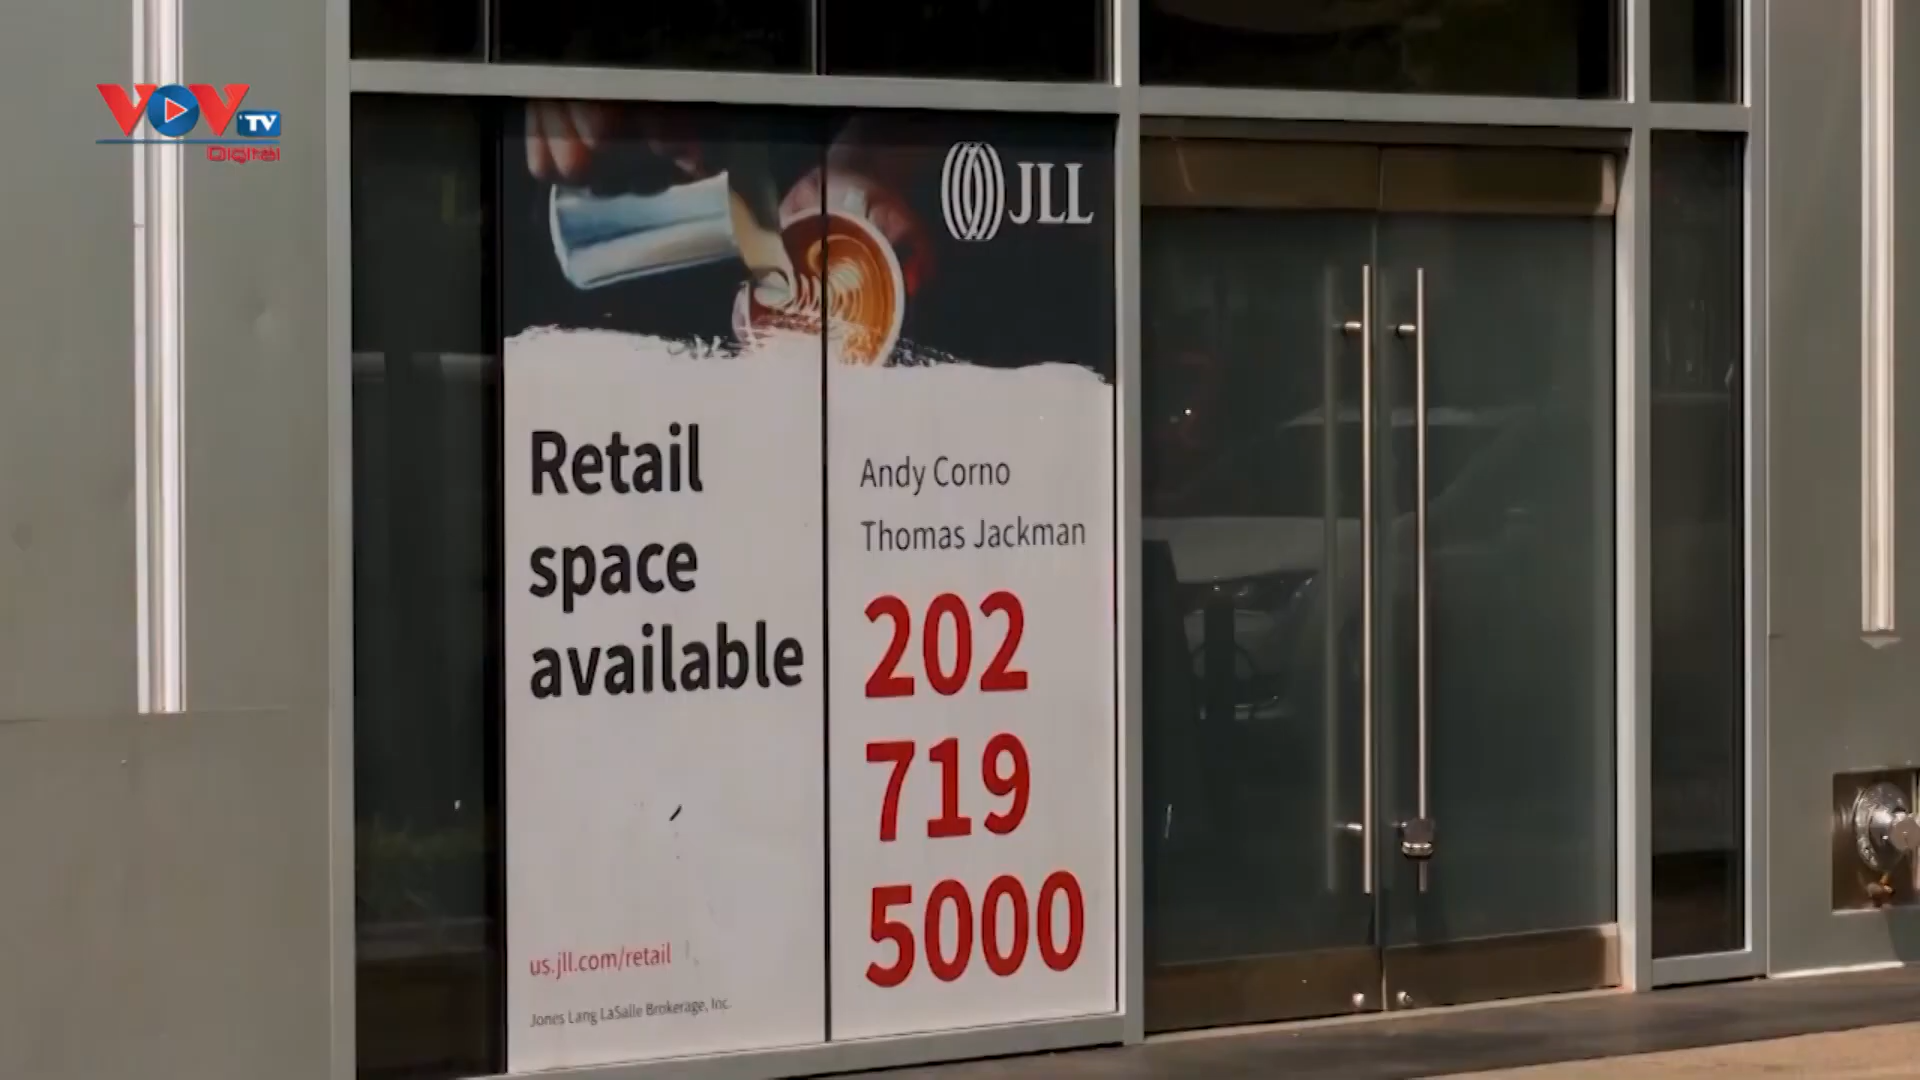 VOV TV
Digital
JLL
Retail
space
available
Andy Corno
Thomas Jackman
202
719
5000
us.jll.com/retail
Jones Lang LaSalle Brokerage, Inc.